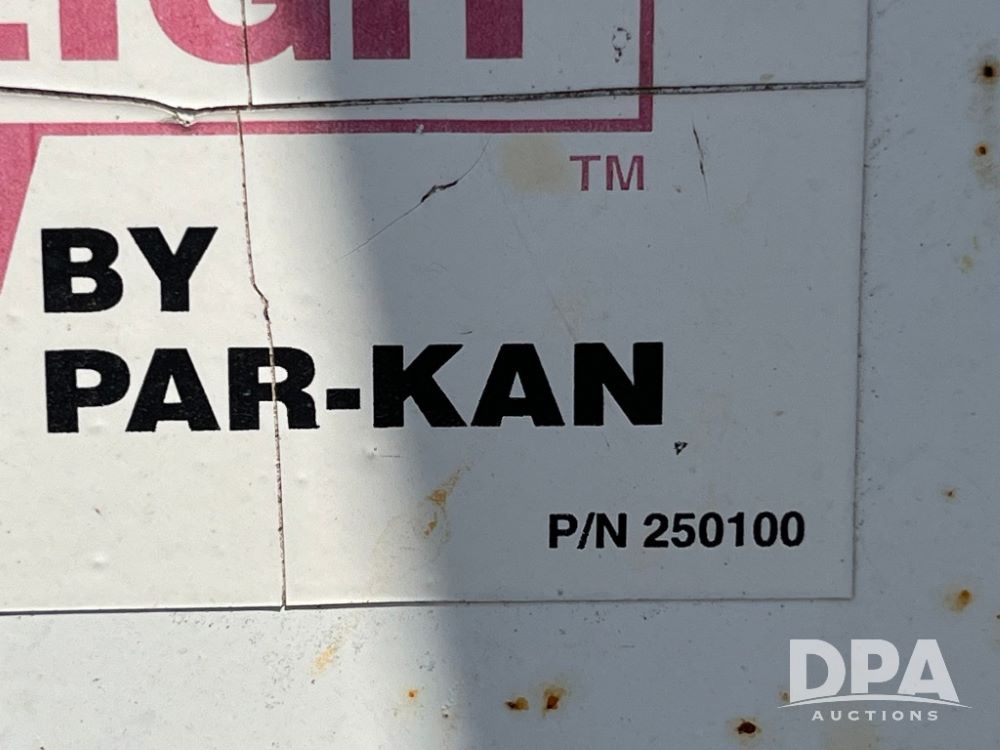 TM
BY
PAR-KAN
P/N 250100
DPA
AUCTIONS